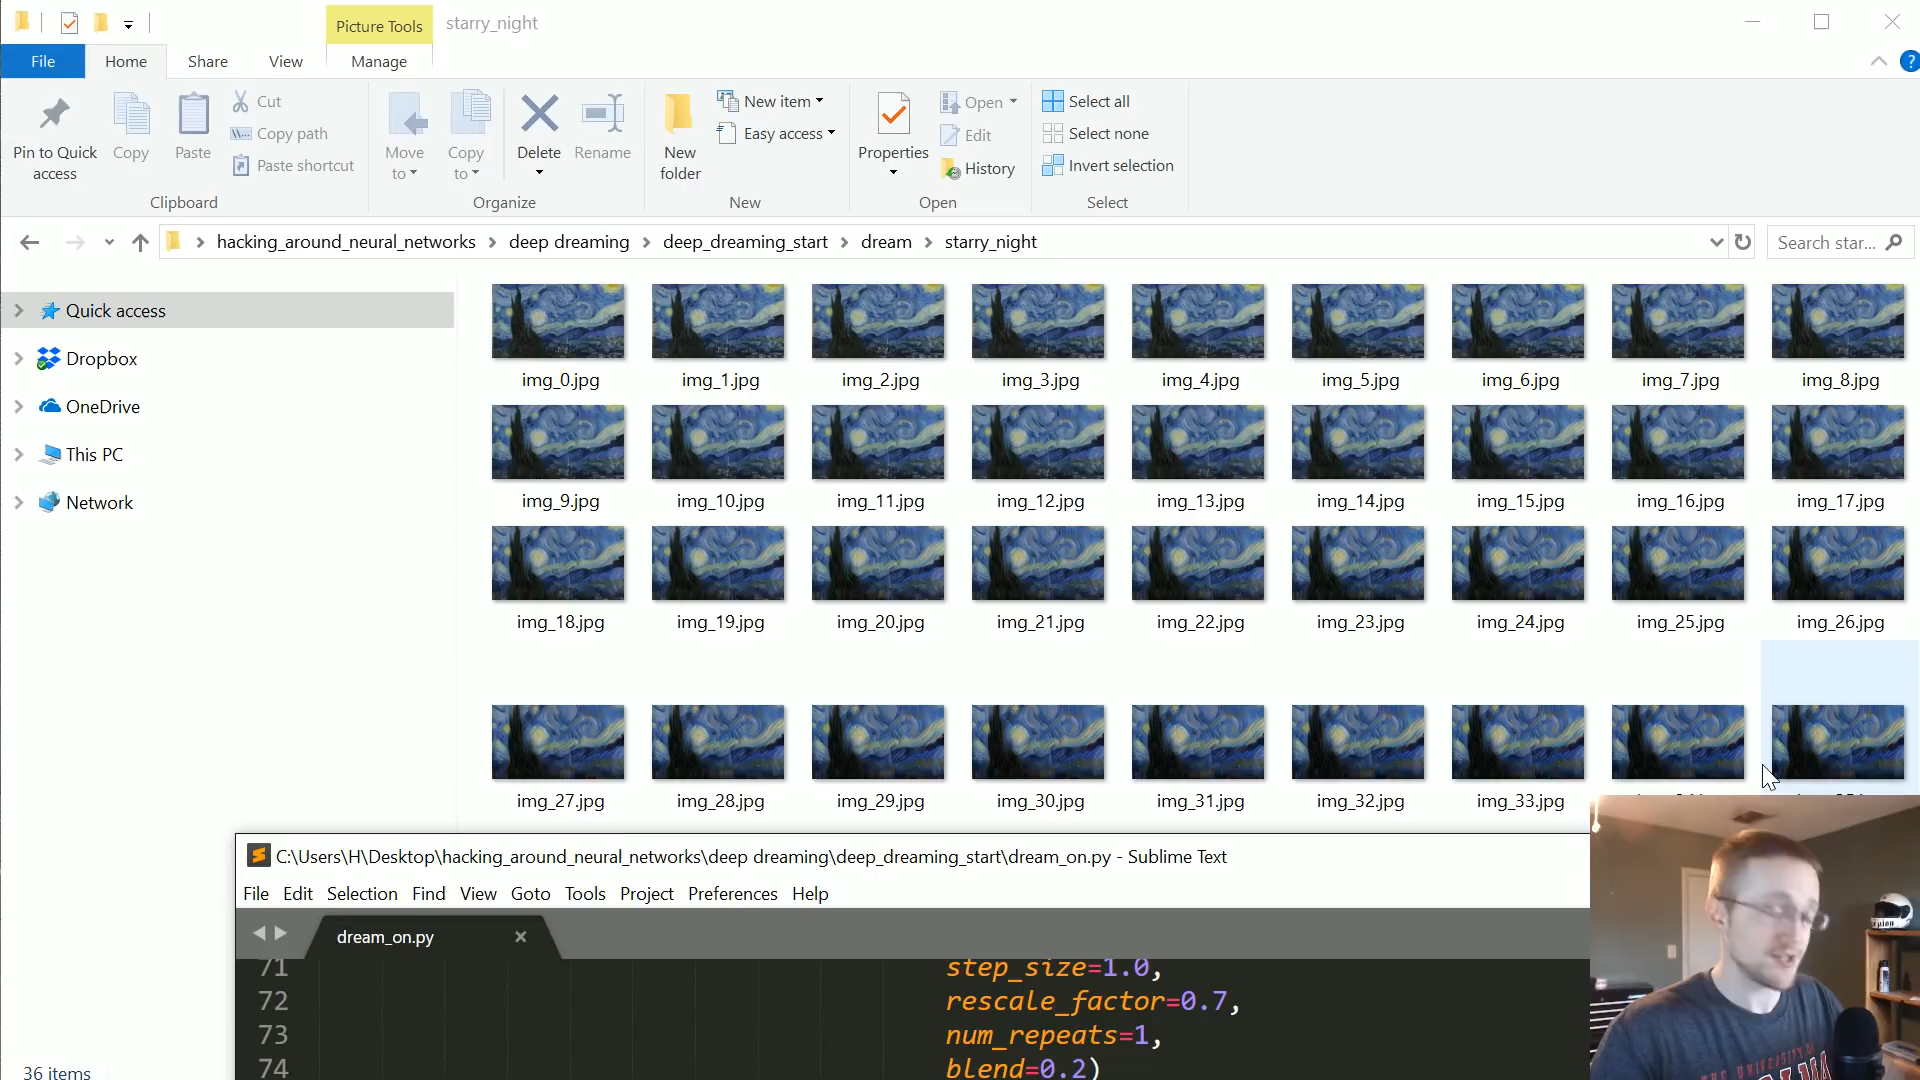 Picture Tools
starry_night
File
Home
Share
View
Manage
Pin to Quick access
Copy
Paste
Cut
Copy path
Paste shortcut
Clipboard
Move to
Copy to
Delete
Rename
Organize
New folder
New item
Easy access
New
Properties
Open
Edit
History
Open
Select all
Select none
Invert selection
Select
hacking_around_neural_networks > deep dreaming > deep_dreaming_start > dream > starry_night
Search star...
Quick access
Dropbox
OneDrive
This PC
Network
img_0.jpg img_1.jpg img_2.jpg img_3.jpg img_4.jpg img_5.jpg img_6.jpg img_7.jpg img_8.jpg
img_9.jpg img_10.jpg img_11.jpg img_12.jpg img_13.jpg img_14.jpg img_15.jpg img_16.jpg img_17.jpg
img_18.jpg img_19.jpg img_20.jpg img_21.jpg img_22.jpg img_23.jpg img_24.jpg img_25.jpg img_26.jpg
img_27.jpg img_28.jpg img_29.jpg img_30.jpg img_31.jpg img_32.jpg img_33.jpg
C:\Users\H\Desktop\hacking_around_neural_networks\deep dreaming\deep_dreaming_start\dream_on.py - Sublime Text
File Edit Selection Find View Goto Tools Project Preferences Help
dream_on.py
71 step_size=1.0,
72 rescale_factor=0.7,
73 num_repeats=1,
74 blend=0.2)
36 items